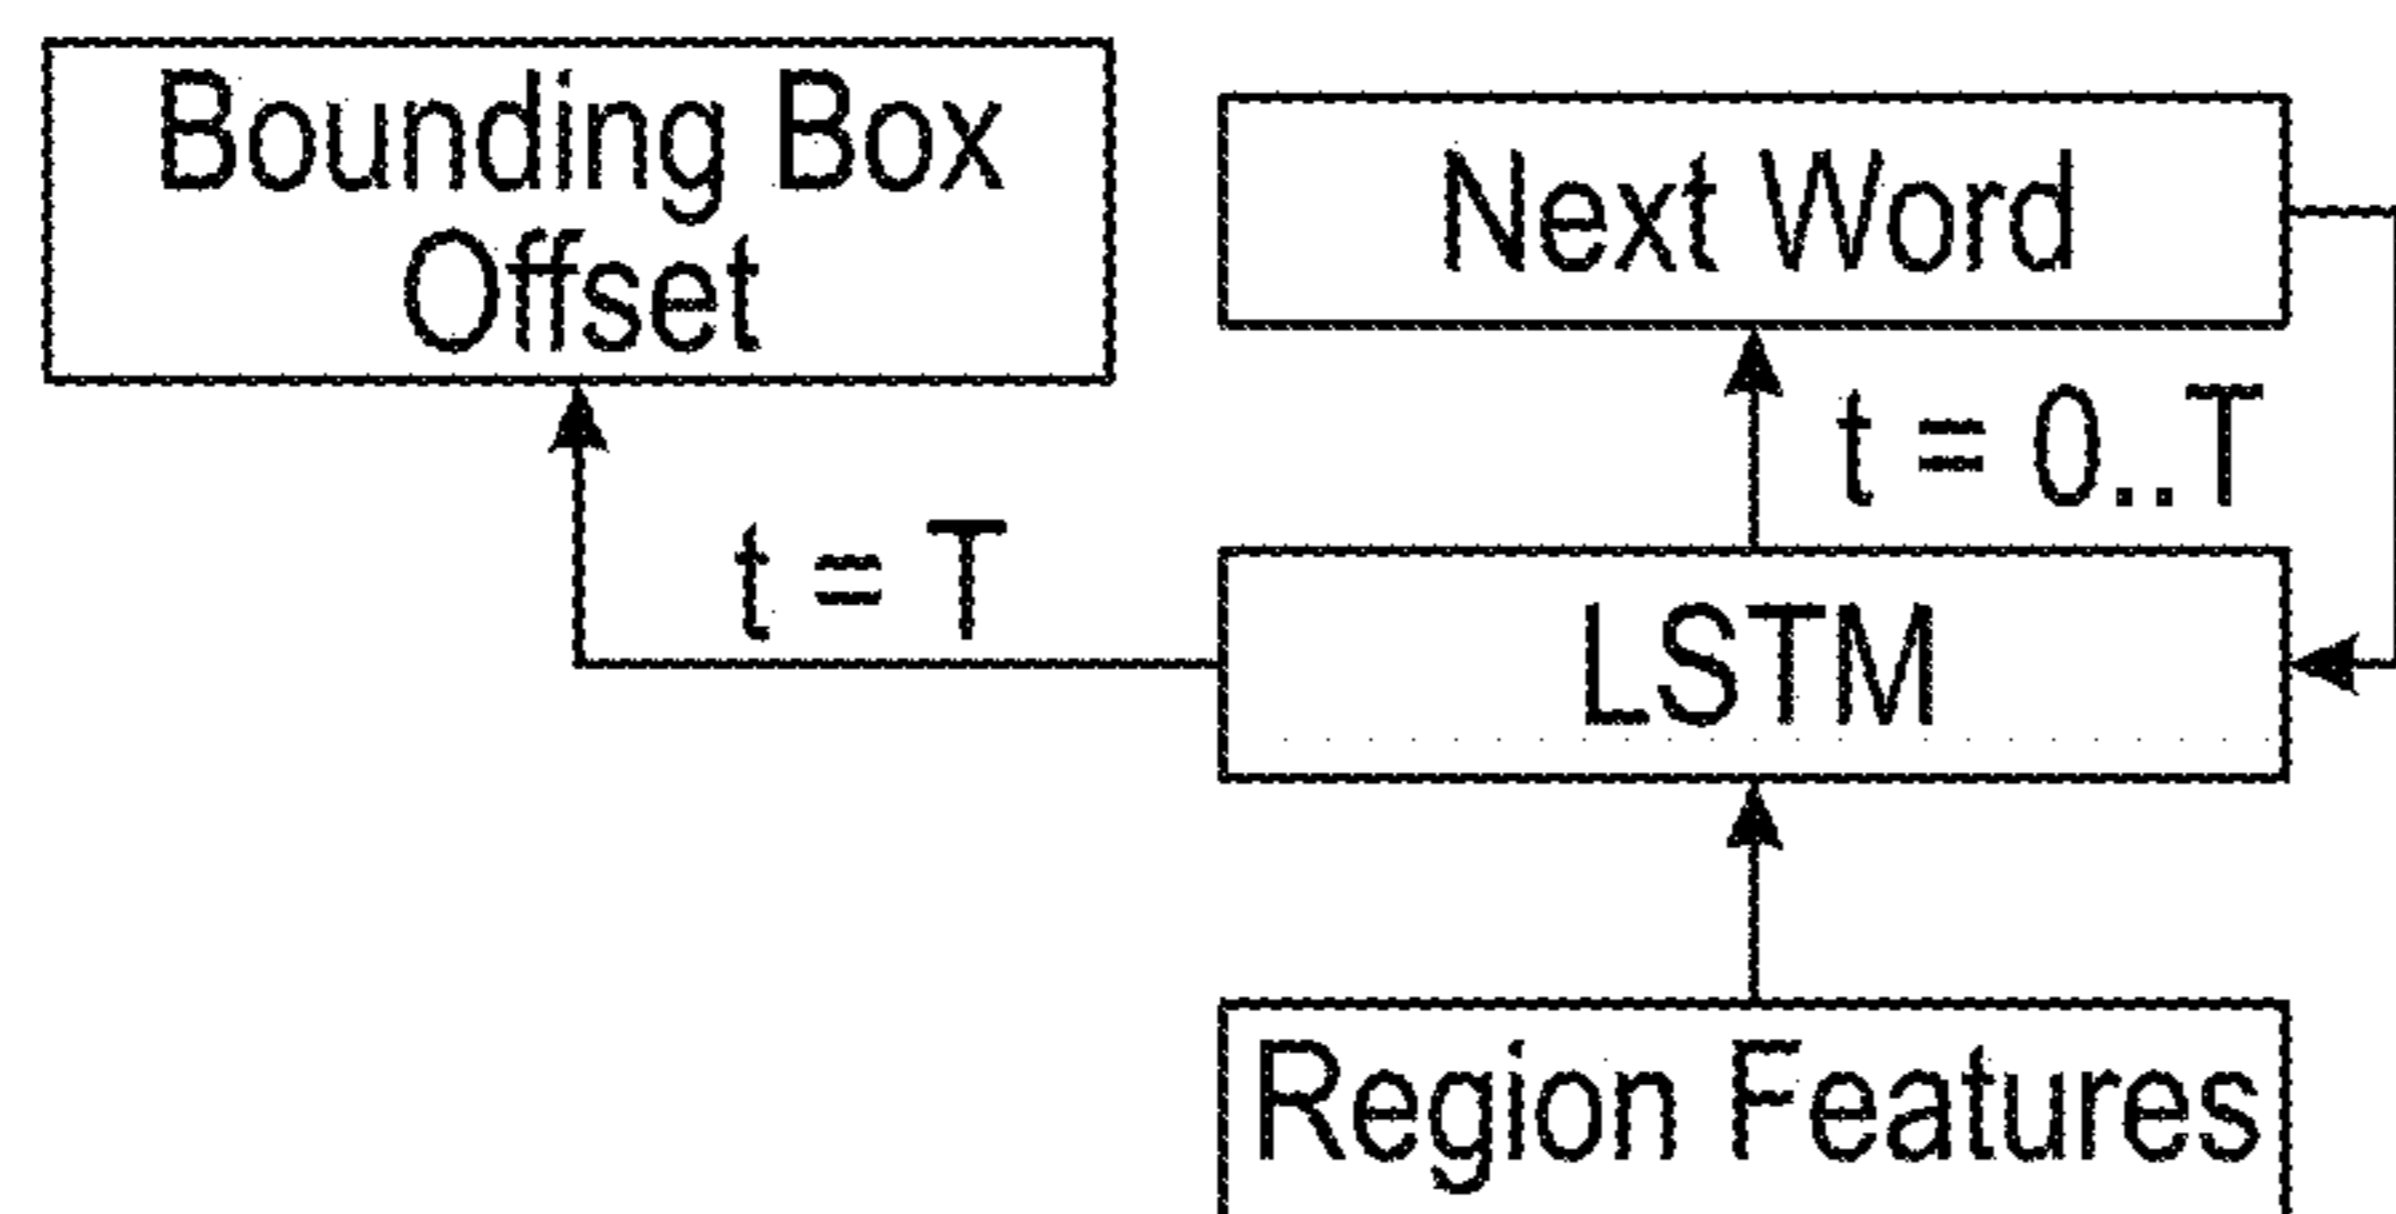 Bounding Box
Offset
Next Word
t = 0..T
t = T
LSTM
Region Features